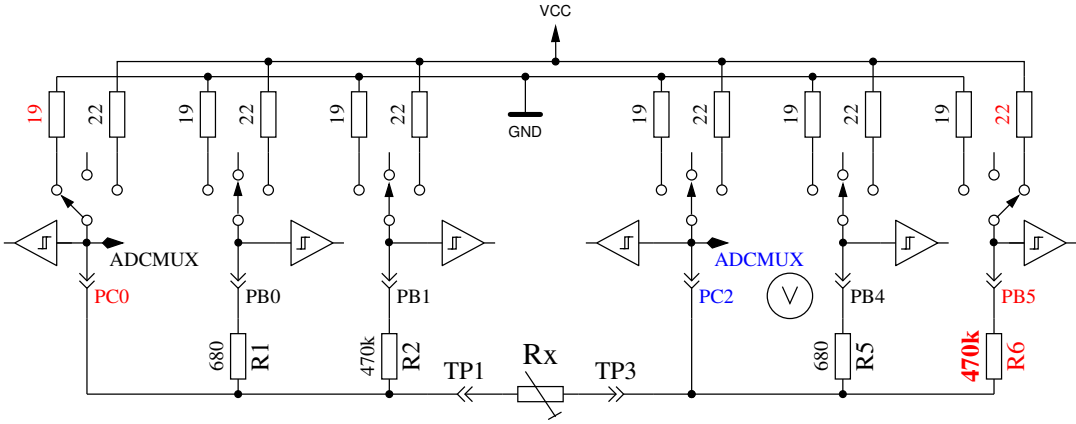 VCC
19 22 19 22 19 22 19 22 19 22 19 22
GND
ADCMUX ADCMUX
PC0 PB0 PB1 PC2 V PB4 PB5
680 R1 470k R2 680 R5 470k R6
TP1 Rx TP3